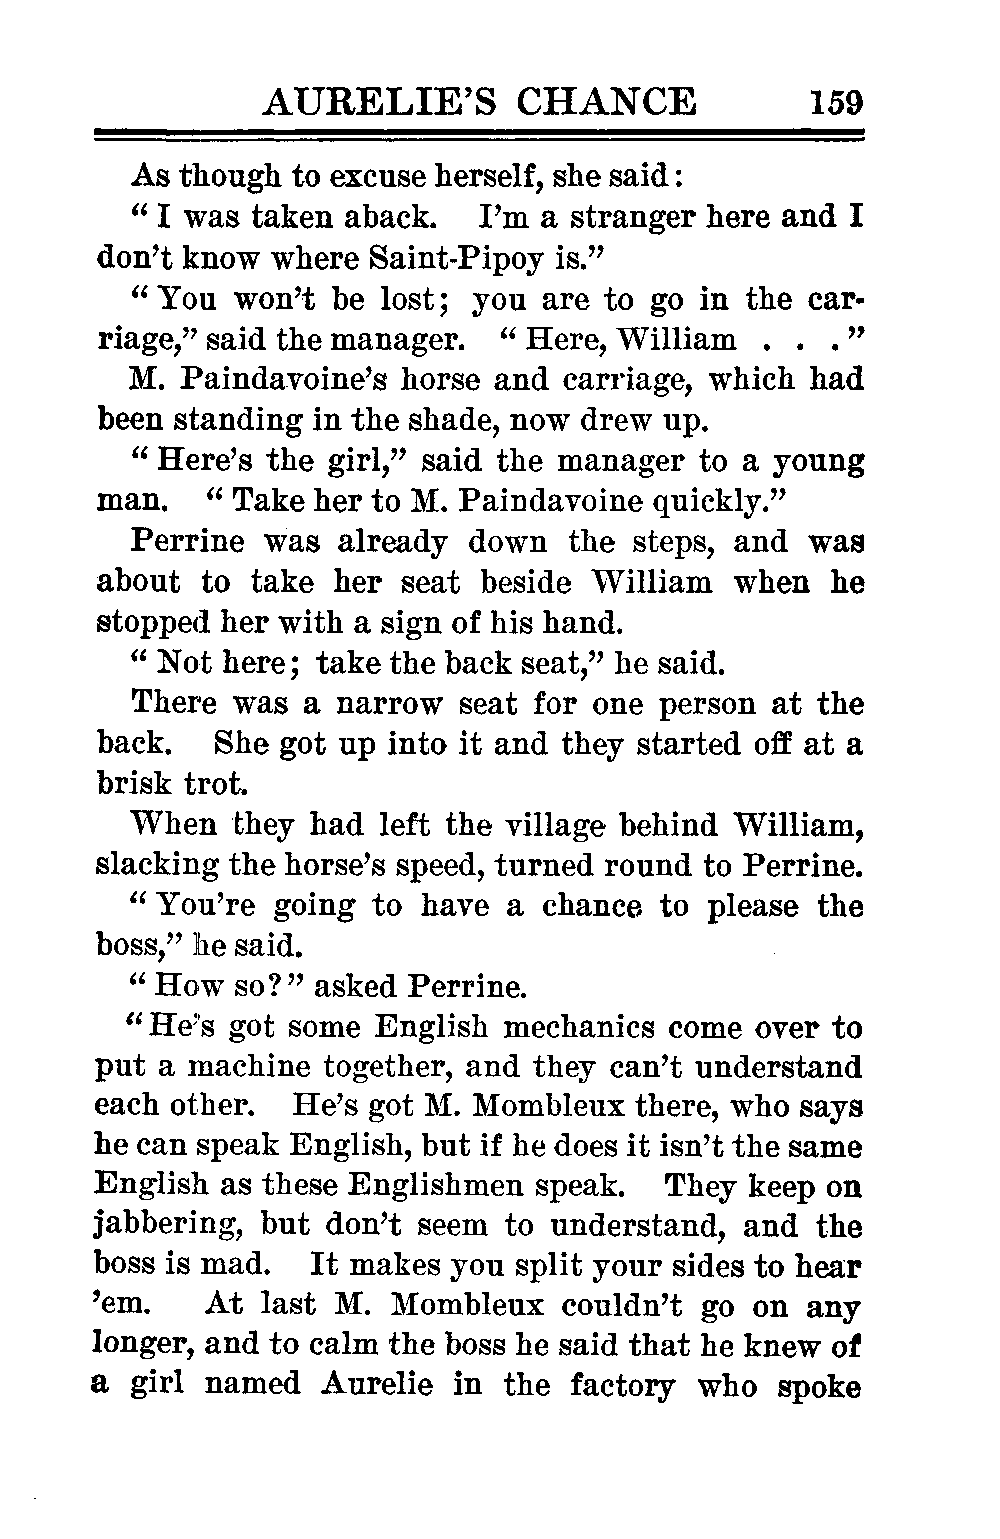 AURELIE'S CHANCE 159
As though to excuse herself, she said:
"I was taken aback. I'm a stranger here and I
don't know where Saint-Pipoy is."
"You won't be lost; you are to go in the car-
riage," said the manager. "Here, William . . ."
M. Paindavoine's horse and carriage, which had
been standing in the shade, now drew up.
"Here's the girl," said the manager to a young
man. "Take her to M. Paindavoine quickly."
Perrine was already down the steps, and was
about to take her seat beside William when he
stopped her with a sign of his hand.
"Not here; take the back seat," he said.
There was a narrow seat for one person at the
back. She got up into it and they started off at a
brisk trot.
When they had left the village behind William,
slacking the horse's speed, turned round to Perrine.
"You're going to have a chance to please the
boss," he said.
"How so?" asked Perrine.
"He's got some English mechanics come over to
put a machine together, and they can't understand
each other. He's got M. Mombleux there, who says
he can speak English, but if he does it isn't the same
English as these Englishmen speak. They keep on
jabbering, but don't seem to understand, and the
boss is mad. It makes you split your sides to hear
'em. At last M. Mombleux couldn't go on any
longer, and to calm the boss he said that he knew of
a girl named Aurelie in the factory who spoke